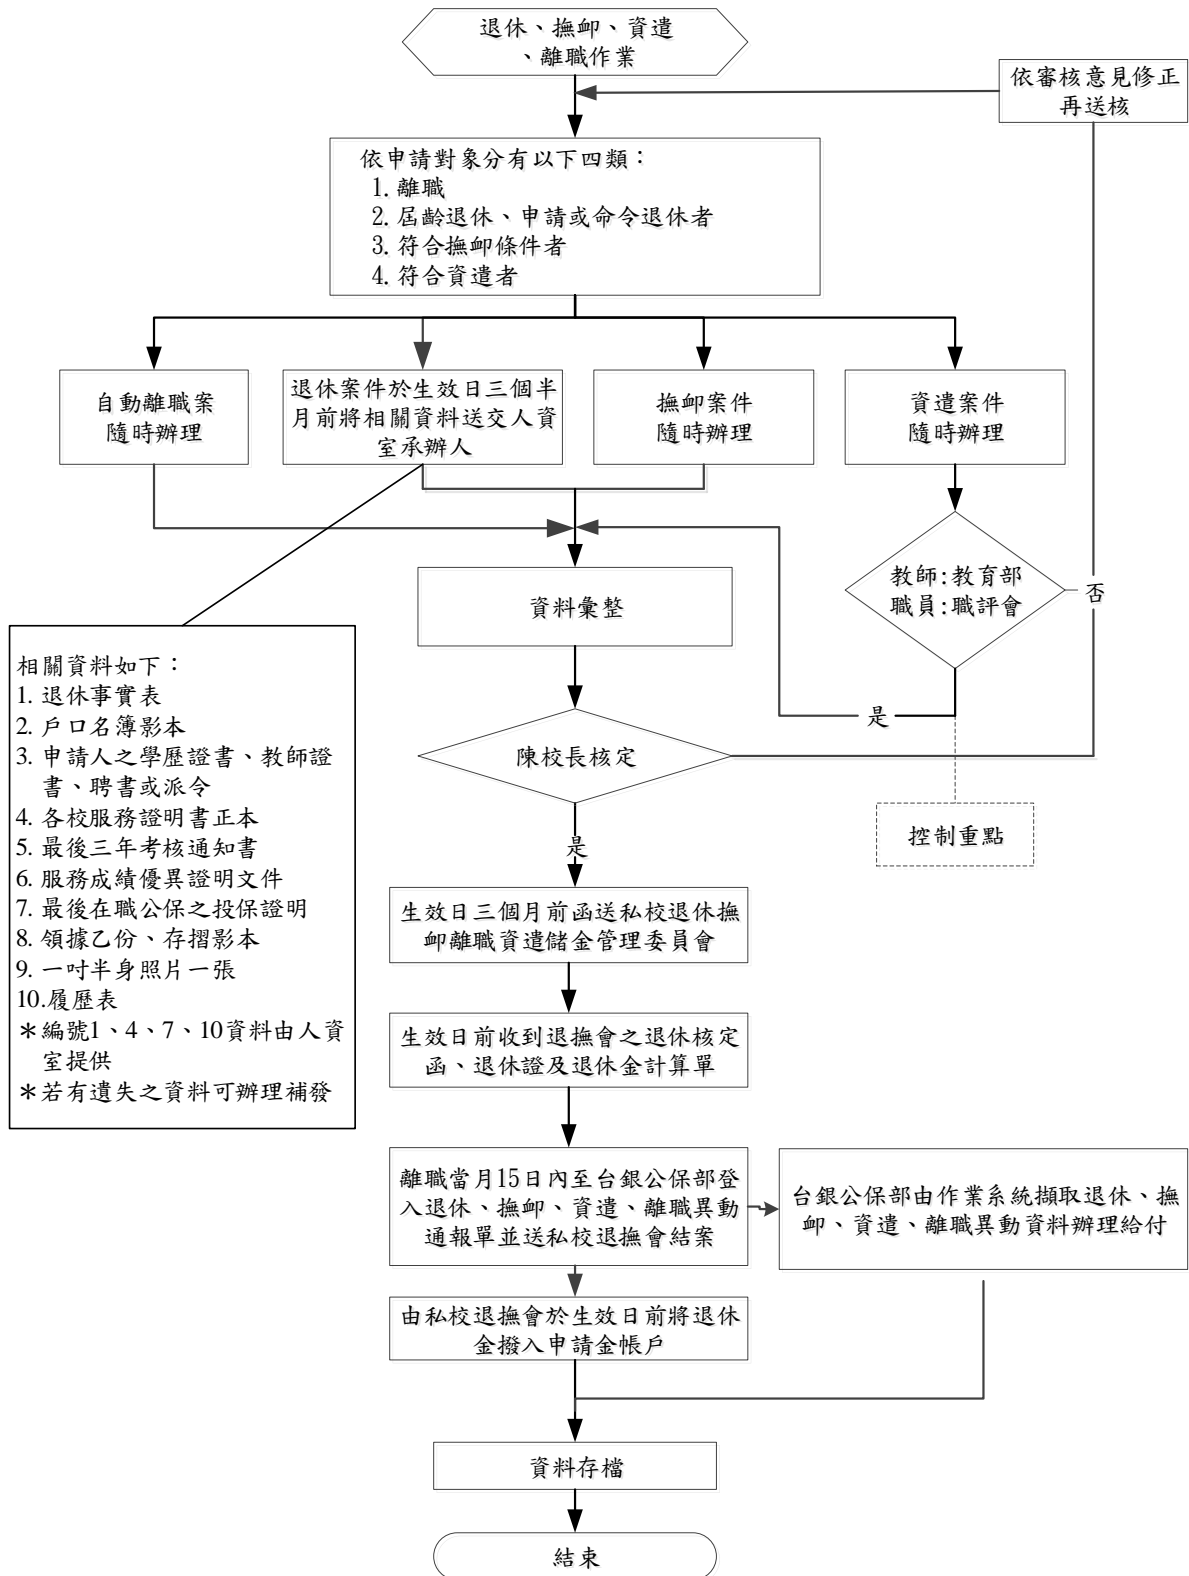 退休、撫卹、資遣
、離職作業
依審核意見修正
再送核
依申請對象分有以下四類：
1. 離職
2. 屆齡退休、申請或命令退休者
3. 符合撫卹條件者
4. 符合資遣者
自動離職案
隨時辦理
退休案件於生效日三個半
月前將相關資料送交人資
室承辦人
撫卹案件
隨時辦理
資遣案件
隨時辦理
教師：教育部
職員：職評會
否
是
資料彙整
相關資料如下：
1. 退休事實表
2. 戶口名簿影本
3. 申請人之學歷證書、教師證
書、聘書或派令
4. 各校服務證明書正本
5. 最後三年考核通知書
6. 服務成績優異證明文件
7. 最後在職公保之投保證明
8. 領據乙份、存摺影本
9. 一吋半身照片一張
10.履歷表
＊編號1、4、7、10資料由人資
室提供
＊若有遺失之資料可辦理補發
陳校長核定
控制重點
是
生效日三個月前函送私校退休撫
卹離職資遣儲金管理委員會
生效日前收到退撫會之退休核定
函、退休證及退休金計算單
離職當月15日內至台銀公保部登
入退休、撫卹、資遣、離職異動
通報單並送私校退撫會結案
台銀公保部由作業系統擷取退休、撫
卹、資遣、離職異動資料辦理給付
由私校退撫會於生效日前將退休
金撥入申請金帳戶
資料存檔
結束